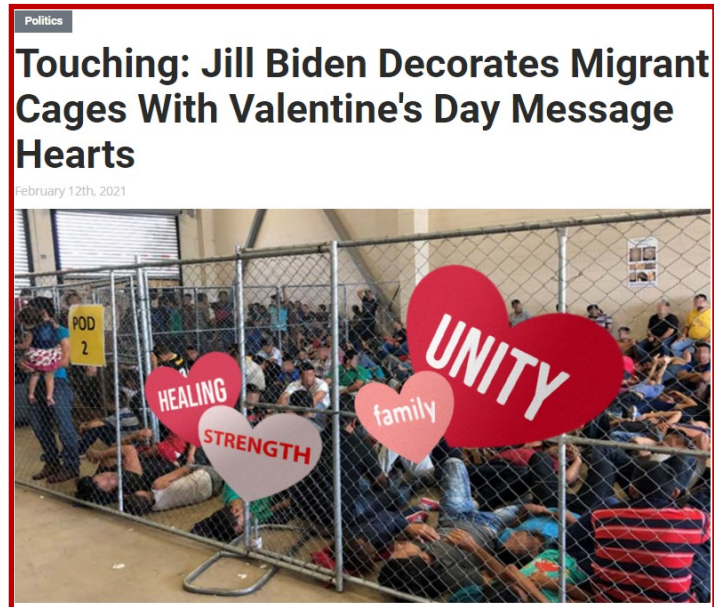 Politics
Touching: Jill Biden Decorates Migrant
Cages With Valentine's Day Message
Hearts
February 12th, 2021
POD
2
HEALING
STRENGTH
family
UNITY